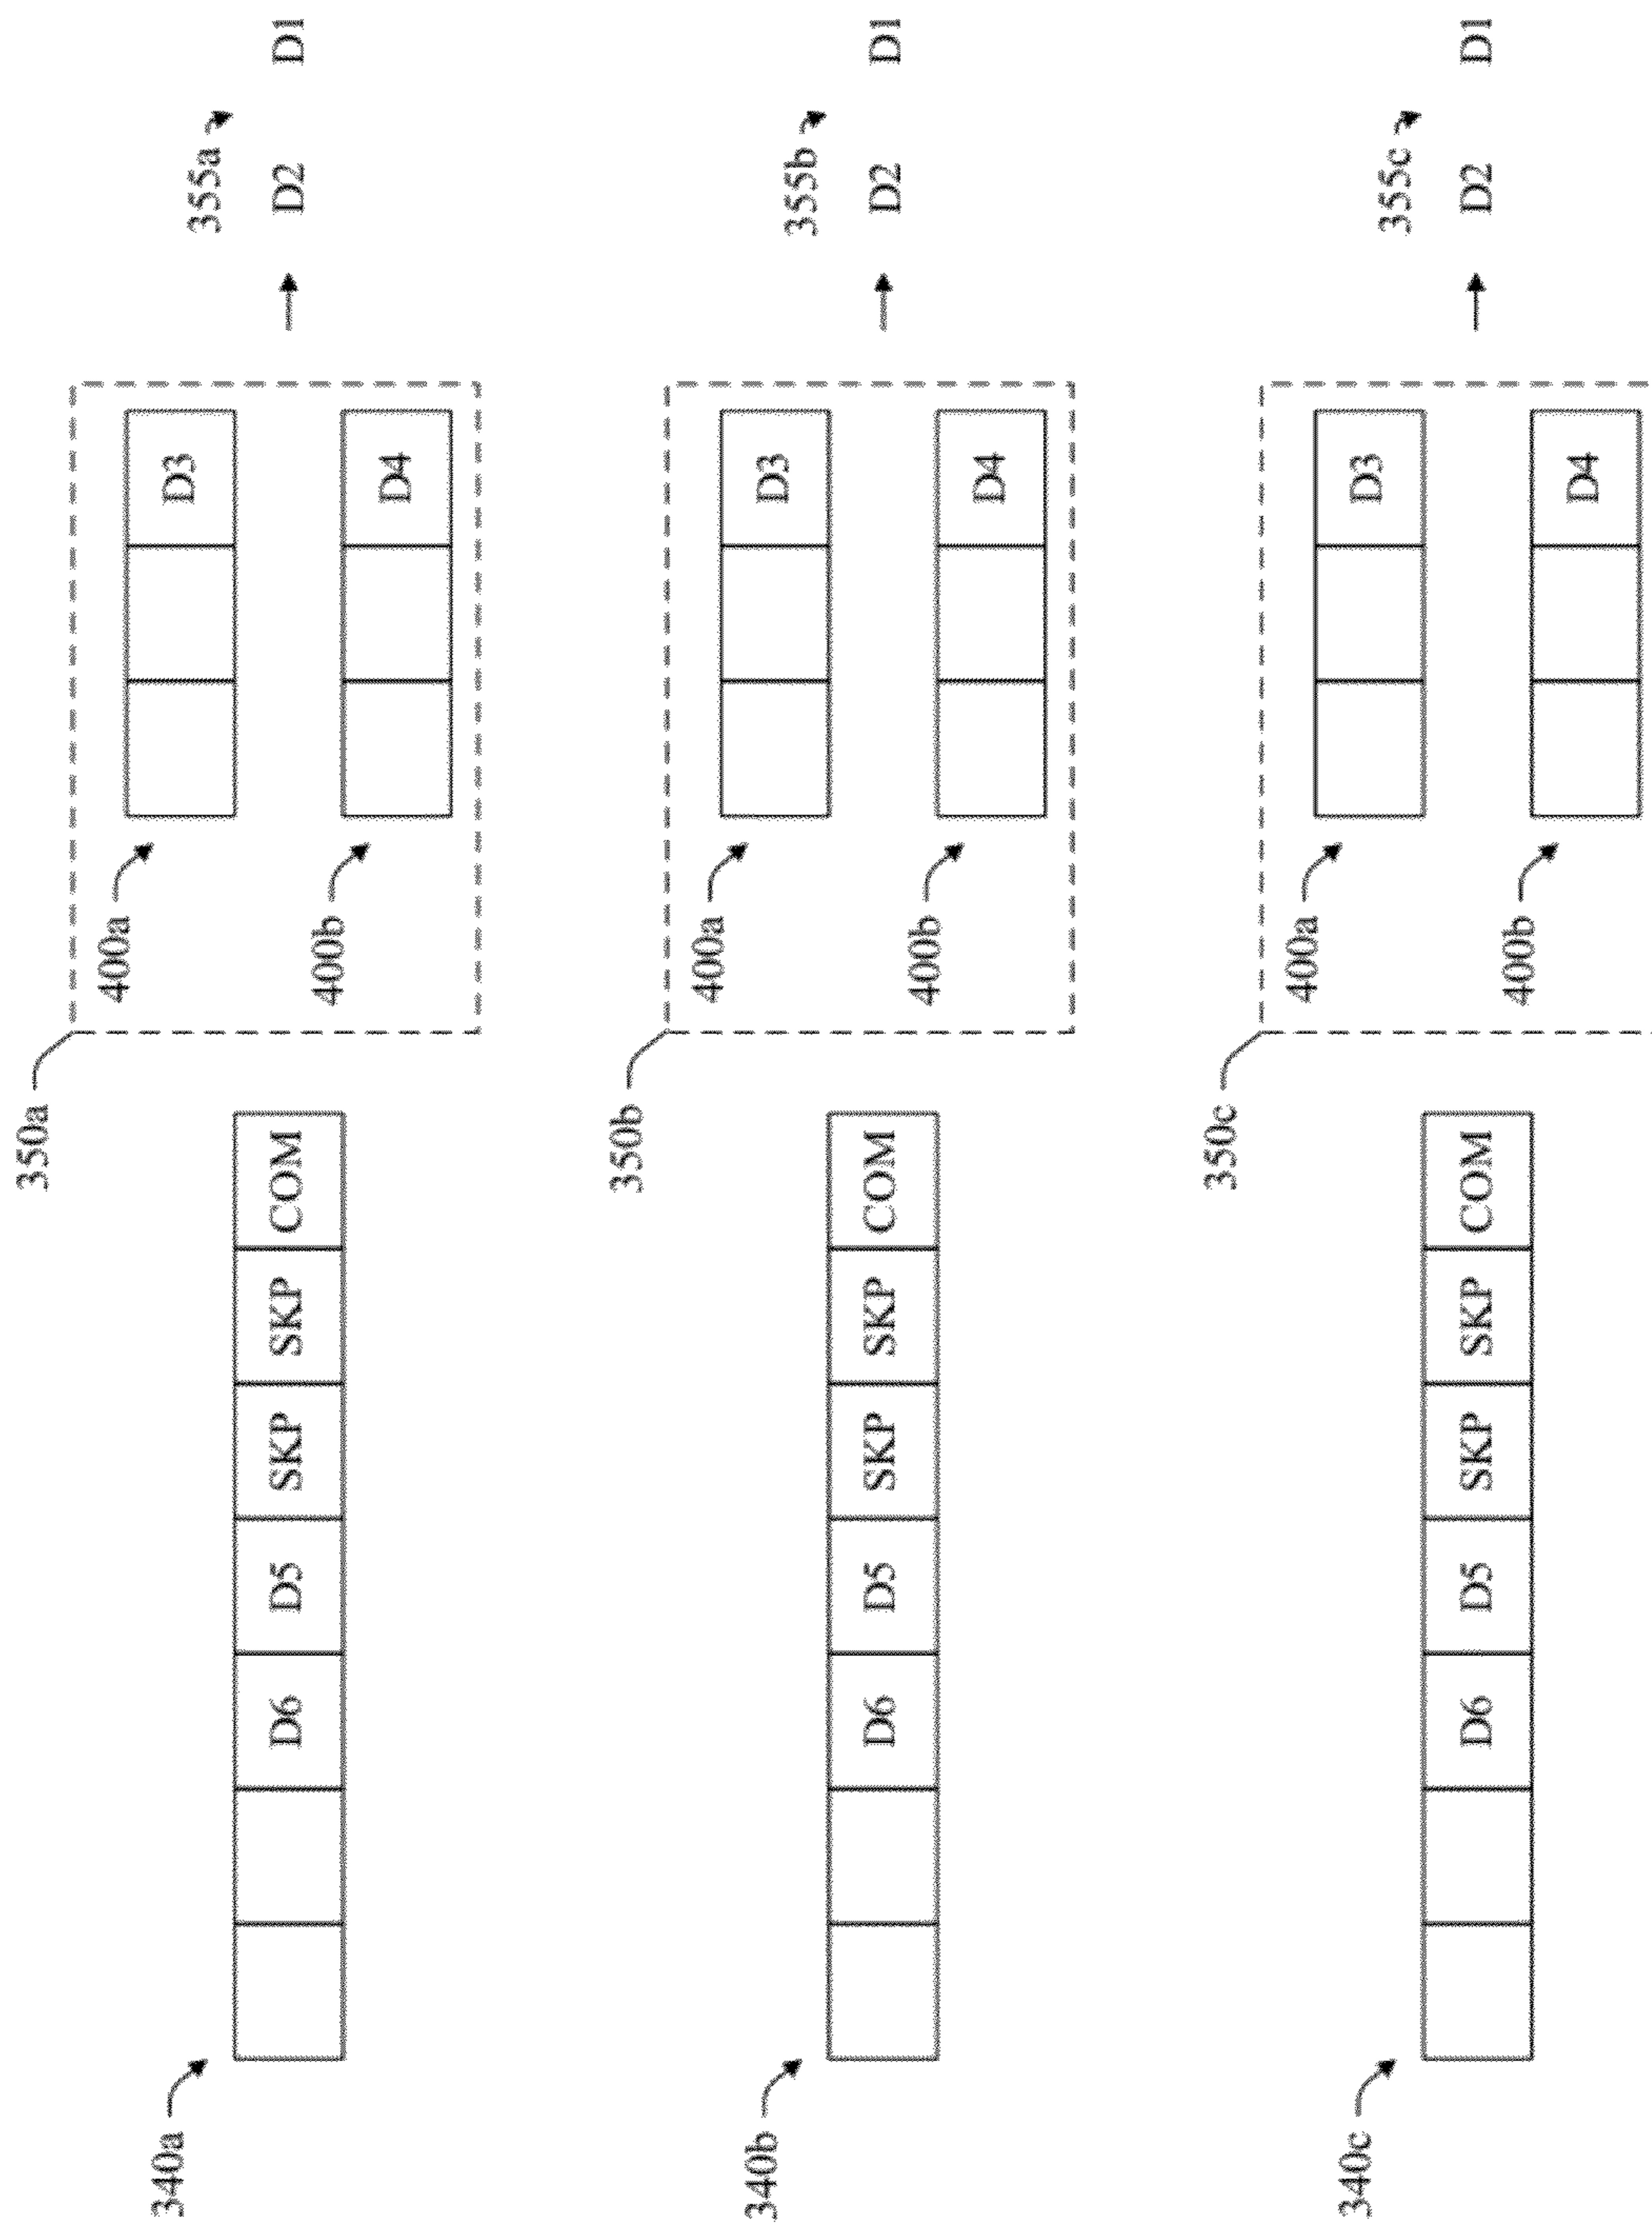 350a
400a
340a
D3
355a
D6 D5 SKP SKP COM D2 D1
400b
D4
350b
400a
340b
D3
355b
D6 D5 SKP SKP COM D2 D1
400b
D4
350c
400a
340c
D3
355c
D6 D5 SKP SKP COM D2 D1
400b
D4